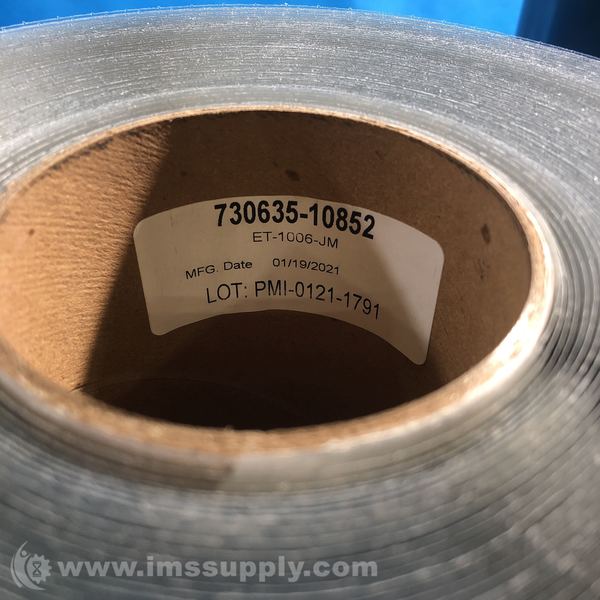 730635-10852
ET-1006-JM
MFG. Date 01/19/2021
LOT: PMI-0121-1791
www.imssupply.com